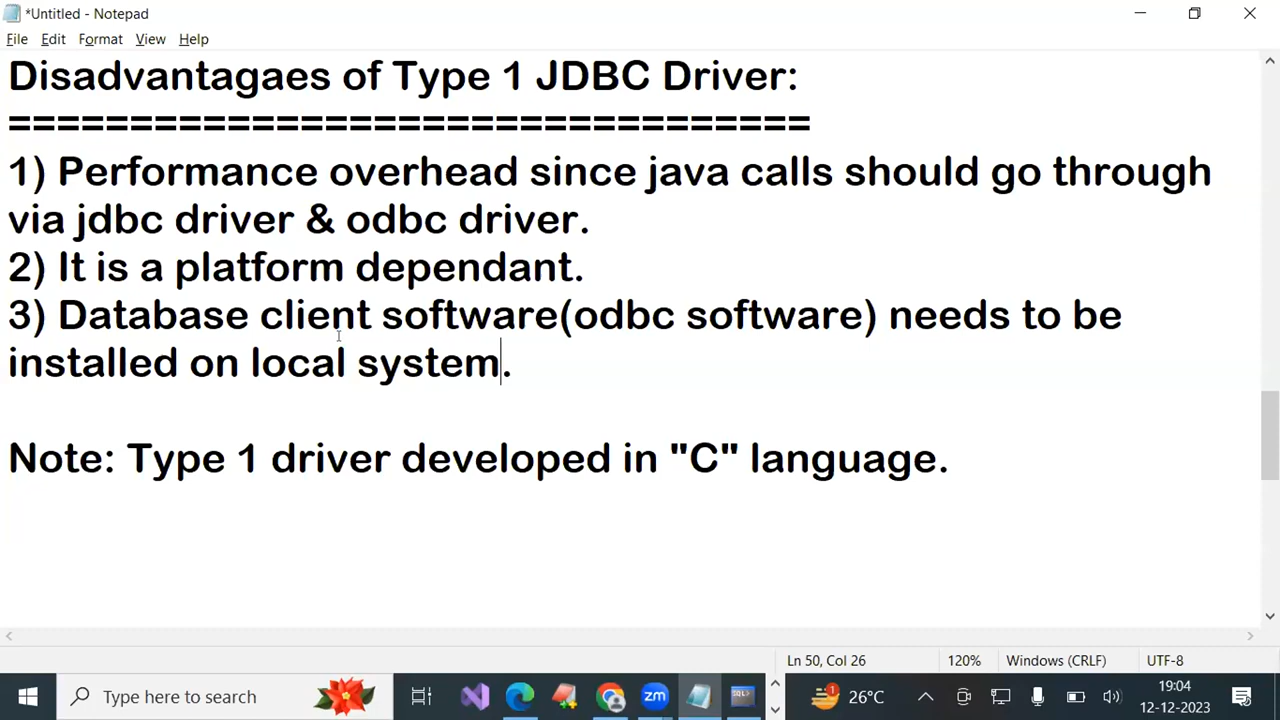 *Untitled - Notepad
File Edit Format View Help
Disadvantagaes of Type 1 JDBC Driver:
=================================
1) Performance overhead since java calls should go through
via jdbc driver & odbc driver.
2) It is a platform dependant.
3) Database client software(odbc software) needs to be
installed on local system.
Note: Type 1 driver developed in "C" language.
Ln 50, Col 26 120% Windows (CRLF) UTF-8
Type here to search zm SQL> 1 26°C 19:04
12-12-2023